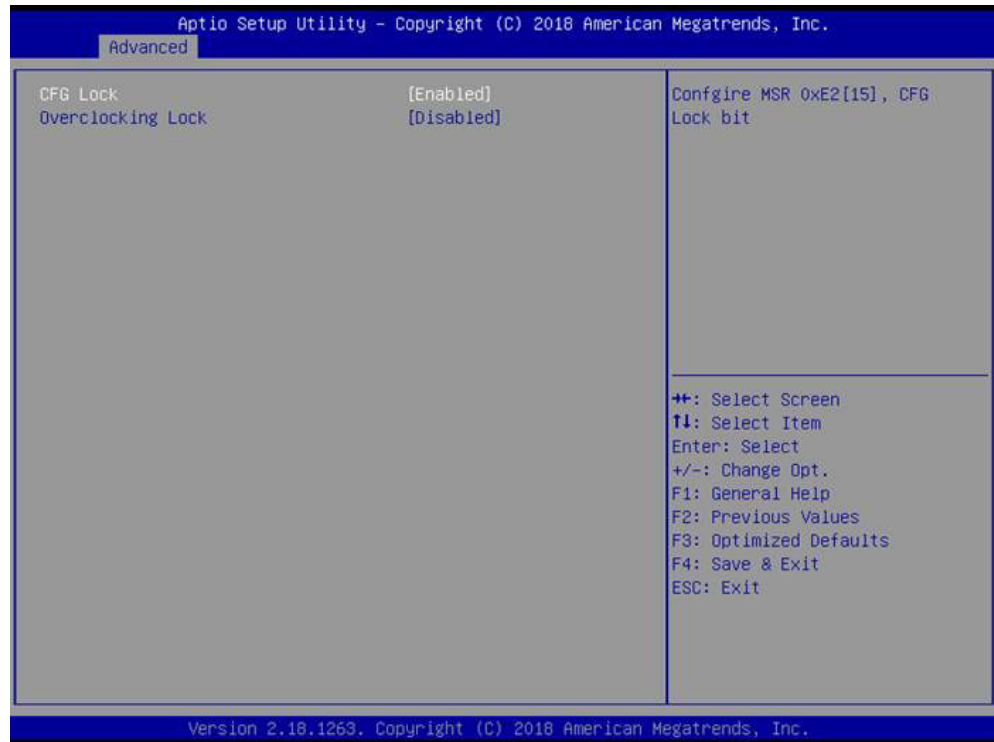 Aptio Setup Utility – Copyright (C) 2018 American Megatrends, Inc.
Advanced
CFG Lock [Enabled]
Overclocking Lock [Disabled]
Confgire MSR 0xE2[15], CFG
Lock bit
→←: Select Screen
↑↓: Select Item
Enter: Select
+/-: Change Opt.
F1: General Help
F2: Previous Values
F3: Optimized Defaults
F4: Save & Exit
ESC: Exit
Version 2.18.1263. Copyright (C) 2018 American Megatrends, Inc.